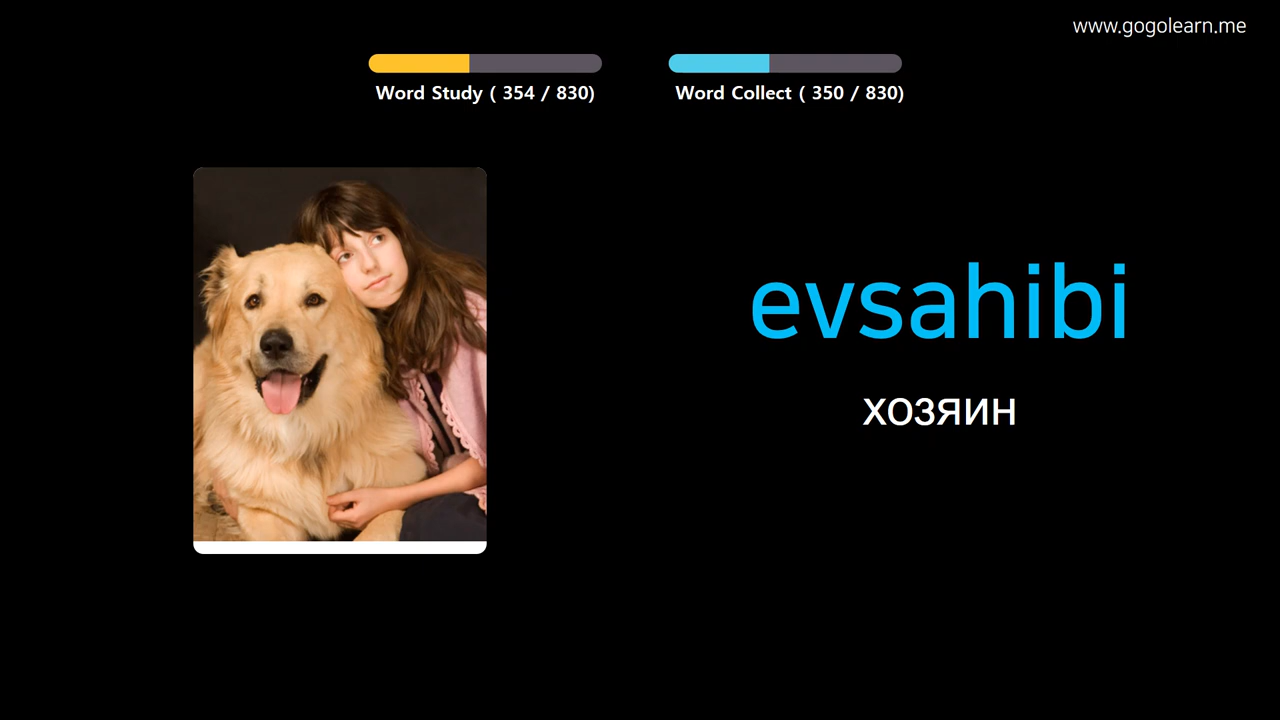 www.gogolearn.me
Word Study ( 354 / 830)
Word Collect ( 350 / 830)
evsahibi
хозяин